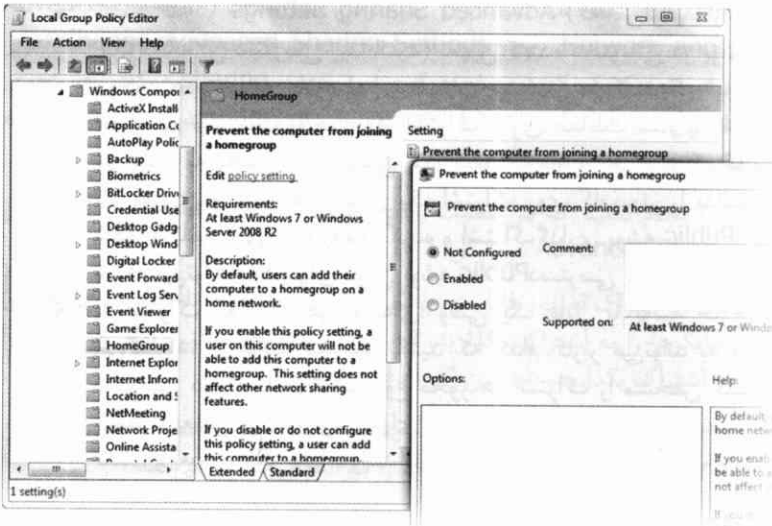 Local Group Policy Editor
File Action View Help
Windows Compor
ActiveX Install
Application Co
AutoPlay Polic
Backup
Biometrics
BitLocker Drive
Credential Use
Desktop Gadg
Desktop Wind
Digital Locker
Event Forward
Event Log Serv
Event Viewer
Game Explorer
HomeGroup
Internet Explor
Internet Inform
Location and S
NetMeeting
Network Proje
Online Assista
HomeGroup
Prevent the computer from joining
a homegroup
Edit policy setting.
Requirements:
At least Windows 7 or Windows
Server 2008 R2
Description:
By default, users can add their
computer to a homegroup on a
home network.
If you enable this policy setting, a
user on this computer will not be
able to add this computer to a
homegroup. This setting does not
affect other network sharing
features.
If you disable or do not configure
this policy setting, a user can add
this computer to a homegroup.
Setting
Prevent the computer from joining a homegroup
Extended Standard
1 setting(s)
Prevent the computer from joining a homegroup
Prevent the computer from joining a homegroup
Not Configured
Enabled
Disabled
Comment:
Supported on:
At least Windows 7 or Windo
Options:
Help:
By default,
home netw
If you enab
be able to a
not affect